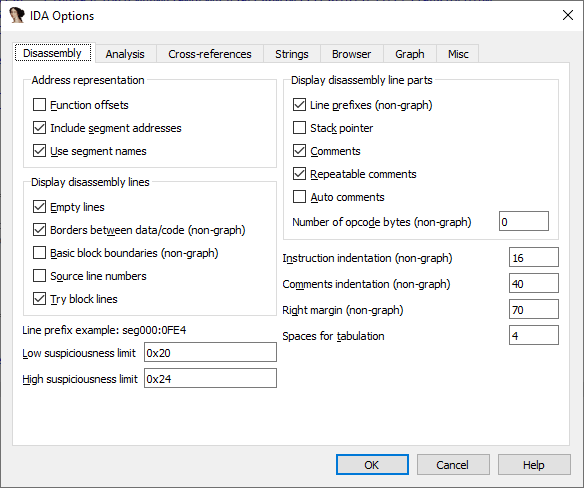 IDA Options
Disassembly Analysis Cross-references Strings Browser Graph Misc
Address representation
Function offsets
Include segment addresses
Use segment names
Display disassembly lines
Empty lines
Borders between data/code (non-graph)
Basic block boundaries (non-graph)
Source line numbers
Try block lines
Line prefix example: seg000:0FE4
Low suspiciousness limit 0x20
High suspiciousness limit 0x24
Display disassembly line parts
Line prefixes (non-graph)
Stack pointer
Comments
Repeatable comments
Auto comments
Number of opcode bytes (non-graph) 0
Instruction indentation (non-graph) 16
Comments indentation (non-graph) 40
Right margin (non-graph) 70
Spaces for tabulation 4
OK Cancel Help